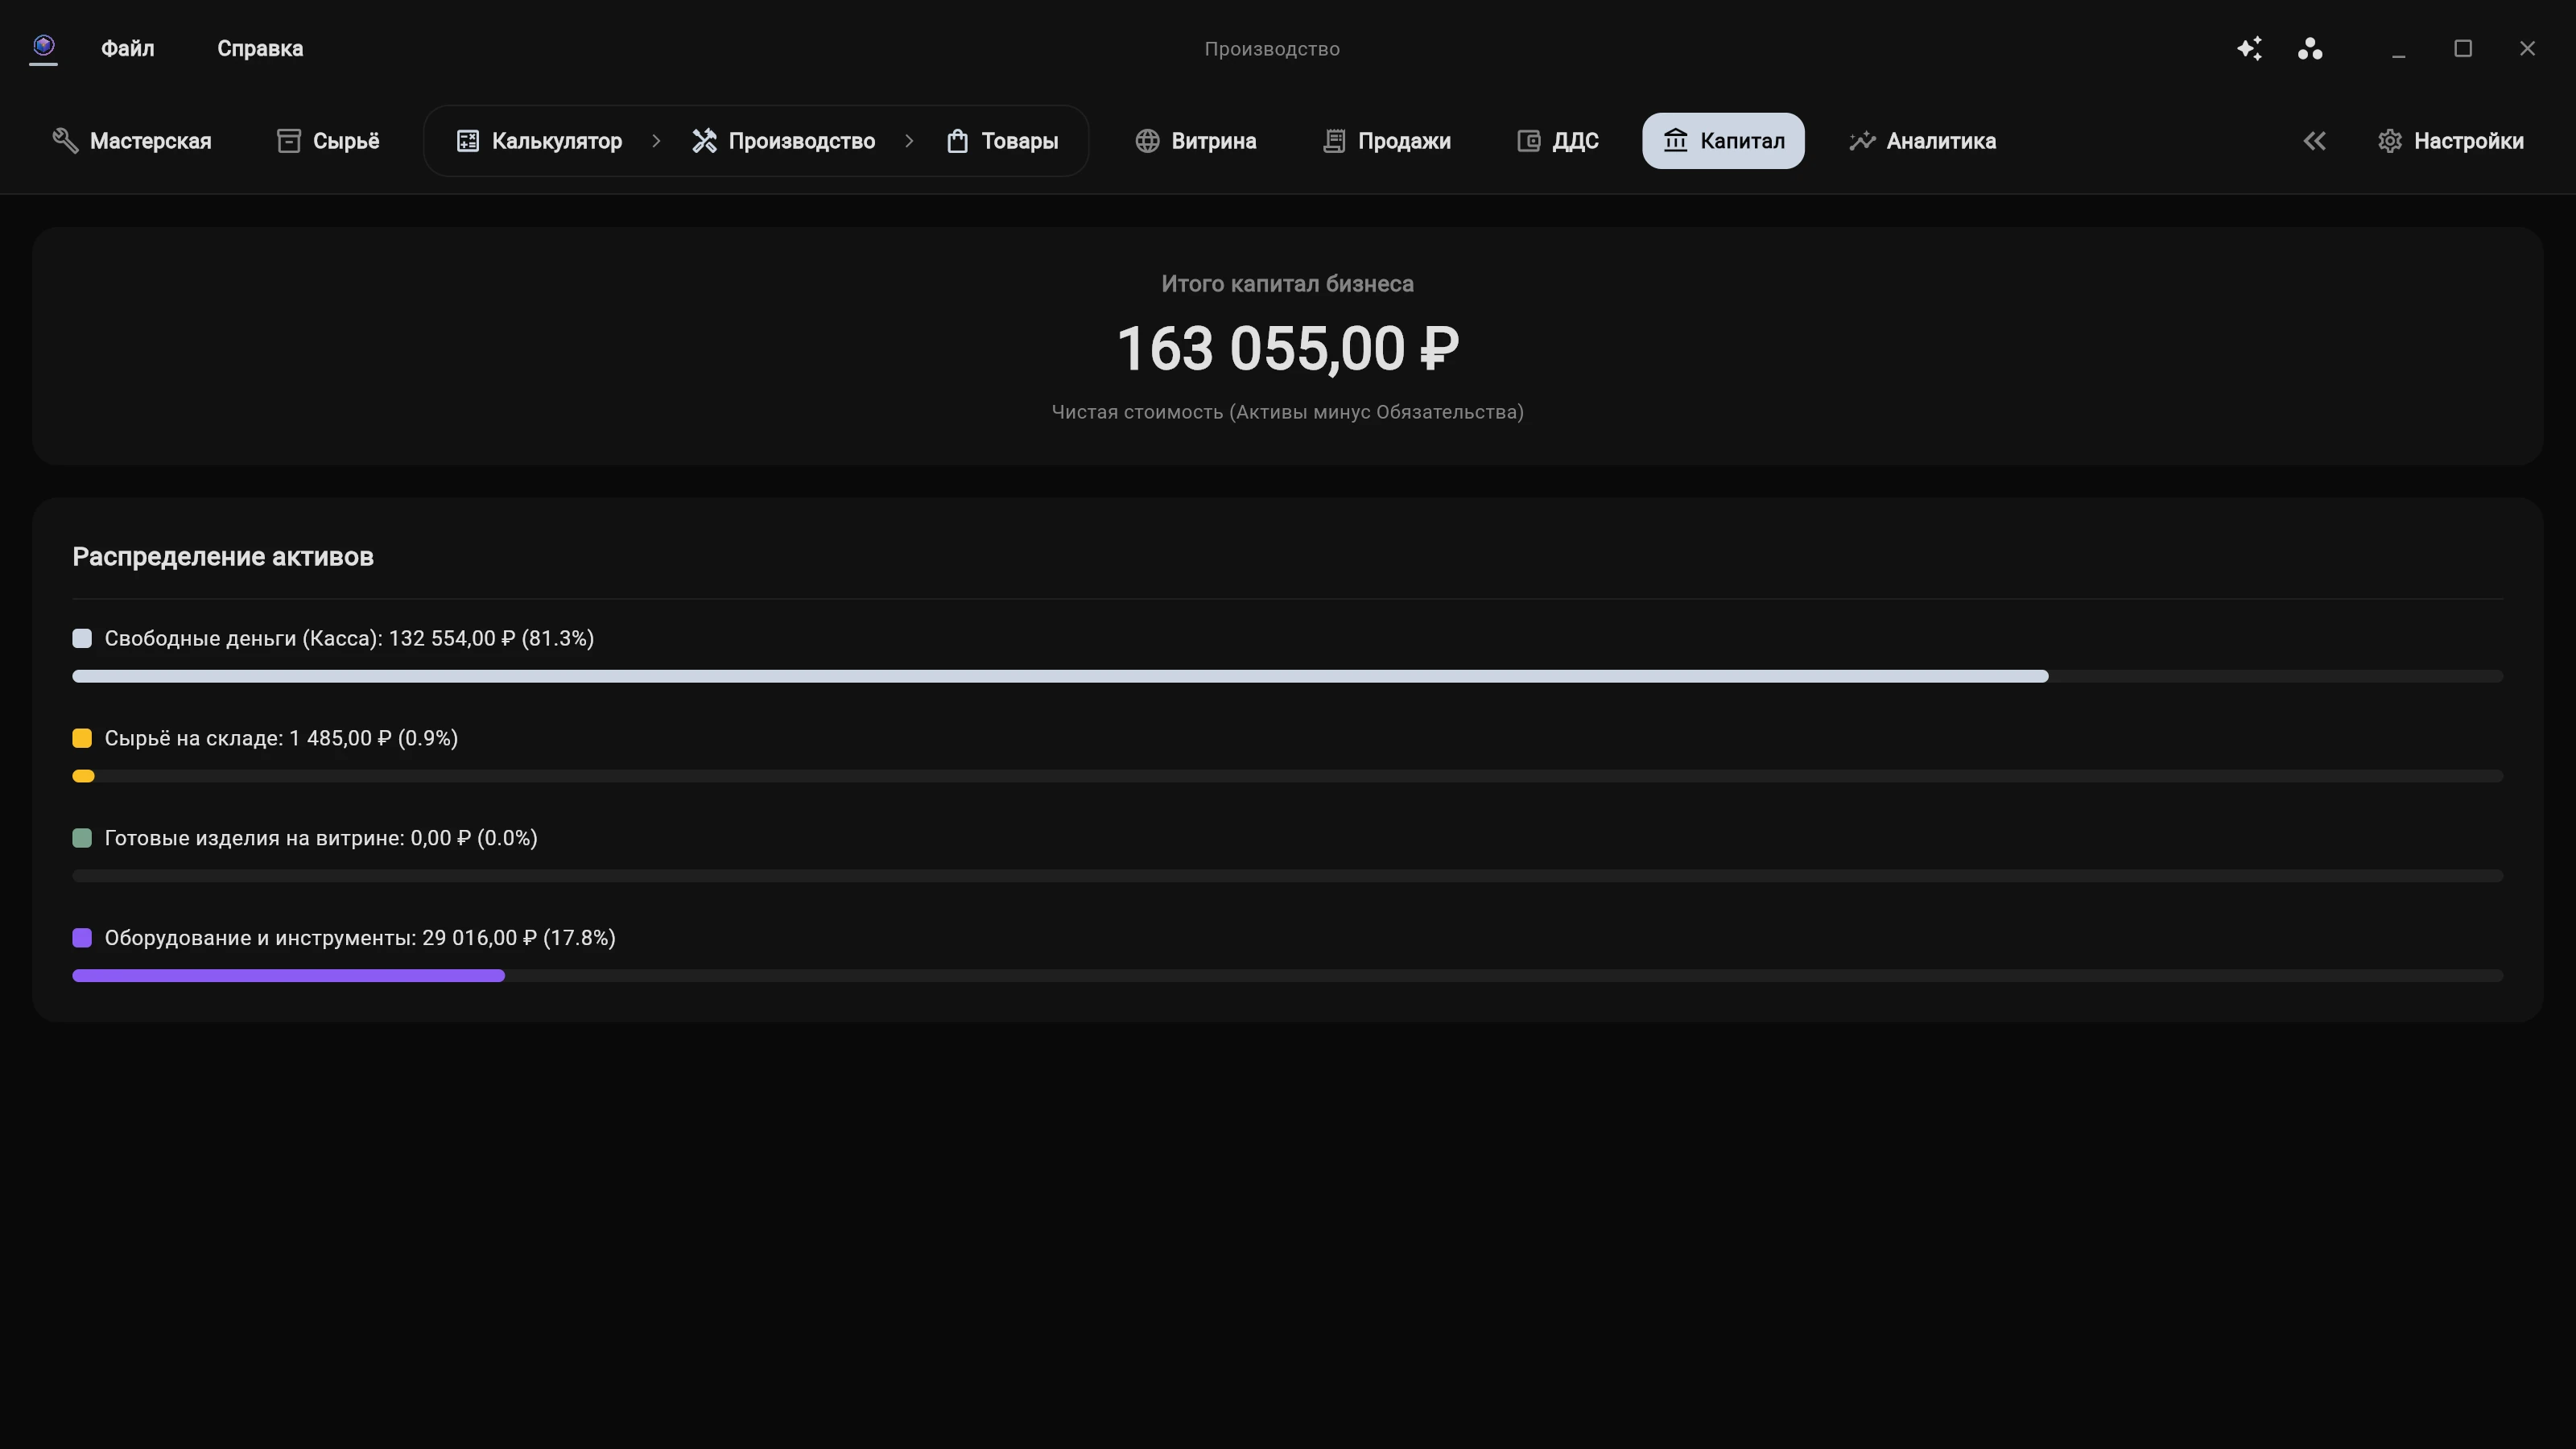 Файл Справка Производство
Мастерская Сырьё Калькулятор Производство Товары Витрина Продажи ДДС Капитал Аналитика Настройки
Итого капитал бизнеса
163 055,00 ₽
Чистая стоимость (Активы минус Обязательства)
Распределение активов
Свободные деньги (Касса): 132 554,00 ₽ (81.3%)
Сырьё на складе: 1 485,00 ₽ (0.9%)
Готовые изделия на витрине: 0,00 ₽ (0.0%)
Оборудование и инструменты: 29 016,00 ₽ (17.8%)